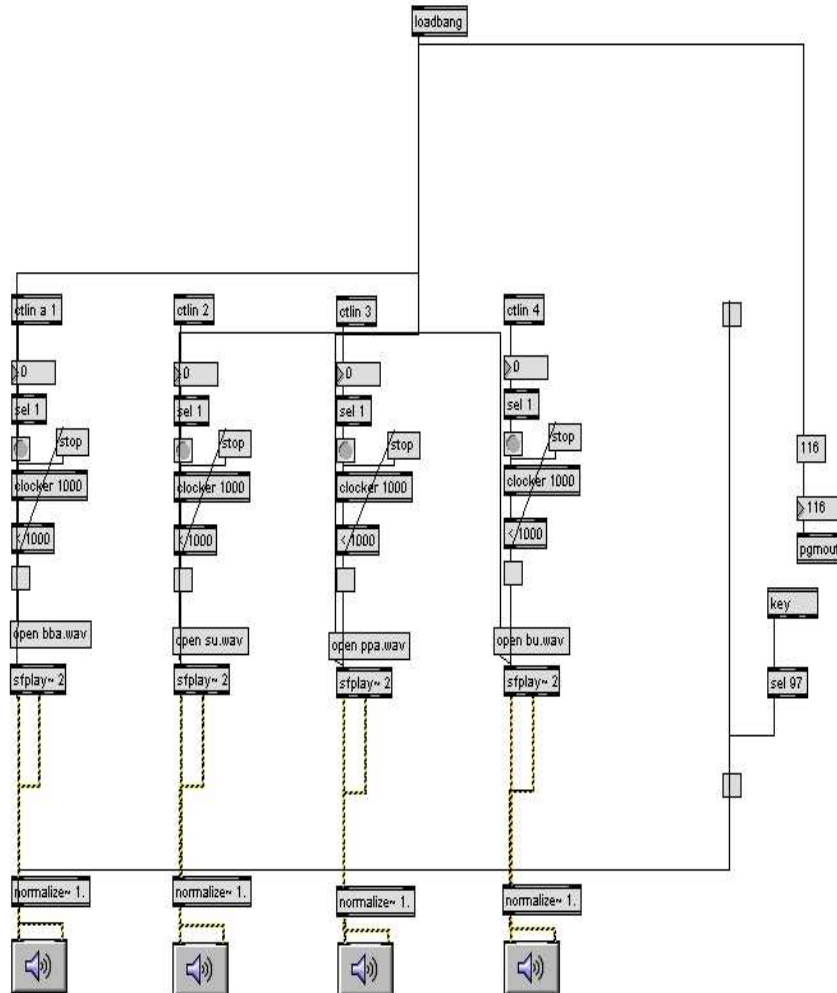 loadbang
ctlin a 1
ctlin 2
ctlin 3
ctlin 4
0
0
0
0
sel 1
sel 1
sel 1
sel 1
stop
stop
stop
stop
116
clocker 1000
clocker 1000
clocker 1000
clocker 1000
116
< 1000
< 1000
< 1000
< 1000
pgmout
key
open bba.wav
open su.wav
open ppa.wav
open bu.wav
sfplay~ 2
sfplay~ 2
sfplay~ 2
sfplay~ 2
sel 97
normalize~ 1.
normalize~ 1.
normalize~ 1.
normalize~ 1.